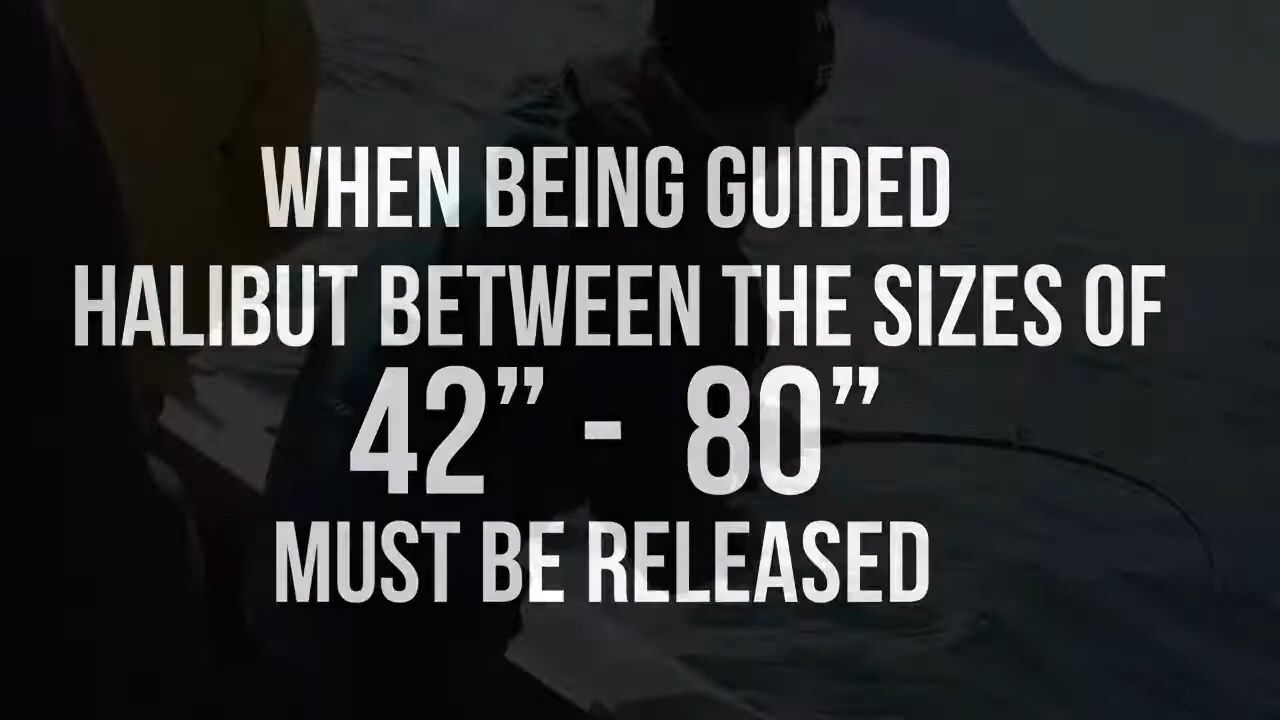 WHEN BEING GUIDED
HALIBUT BETWEEN THE SIZES OF
42” - 80”
MUST BE RELEASED